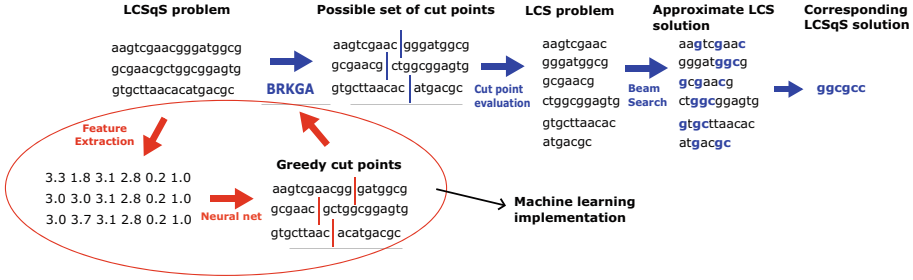 LCSqS problem
Possible set of cut points
LCS problem
Approximate LCS
solution
Corresponding
LCSqS solution
aagtcgaacgggatggcg
gcgaacgctggcggagtg
gtgcttaacacatgacgc
BRKGA
aagtcgaac gggatggcg
gcgaacg ctggcggagtg
gtgcttaacac atgacgc
Cut point
evaluation
aagtcgaac
gggatggcg
gcgaacg
ctggcggagtg
gtgcttaacac
atgacgc
Beam
Search
aagtcgaac
gggatggcg
gcgaacg
ctggcggagtg
gtgcttaacac
atgacgc
ggcgcc
Feature
Extraction
3.3 1.8 3.1 2.8 0.2 1.0
3.0 3.0 3.1 2.8 0.2 1.0
3.0 3.7 3.1 2.8 0.2 1.0
Neural net
Greedy cut points
aagtcgaacgg gatggcg
gcgaac gctggcggagtg
gtgcttaac acatgacgc
Machine learning
implementation